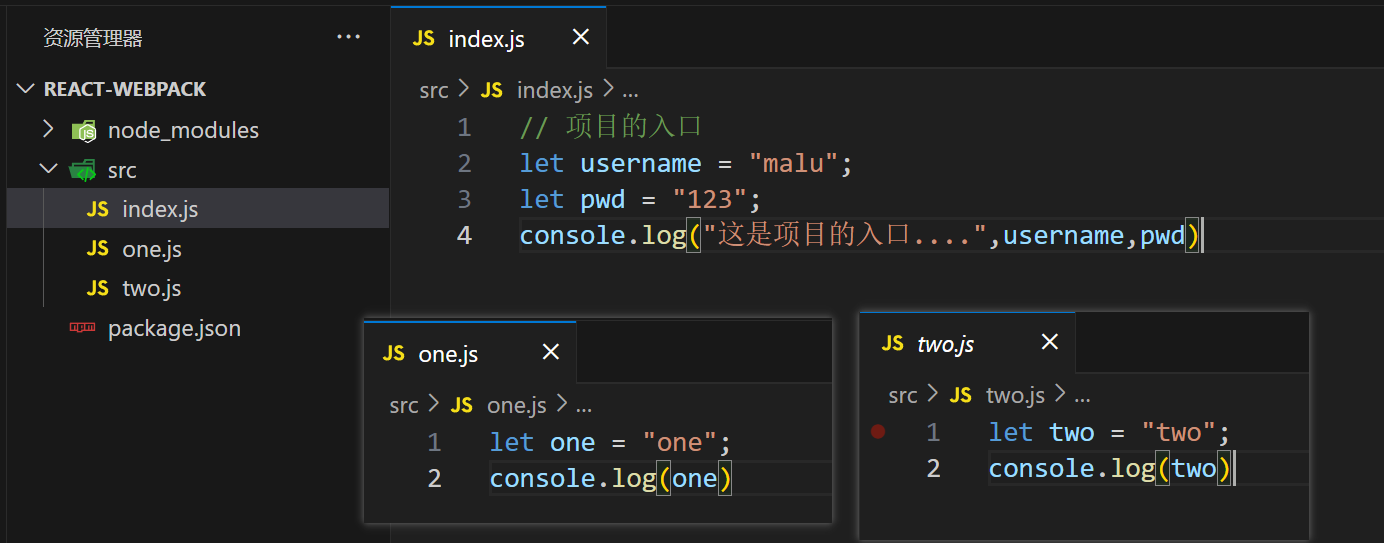 资源管理器 ···
REACT-WEBPACK
node_modules
src
index.js
one.js
two.js
package.json
JS index.js ×
src > JS index.js > ...
1 // 项目的入口
2 let username = "malu";
3 let pwd = "123";
4 console.log("这是项目的入口....",username,pwd)
JS one.js ×
src > JS one.js > ...
1 let one = "one";
2 console.log(one)
JS two.js ×
src > JS two.js > ...
1 let two = "two";
2 console.log(two)